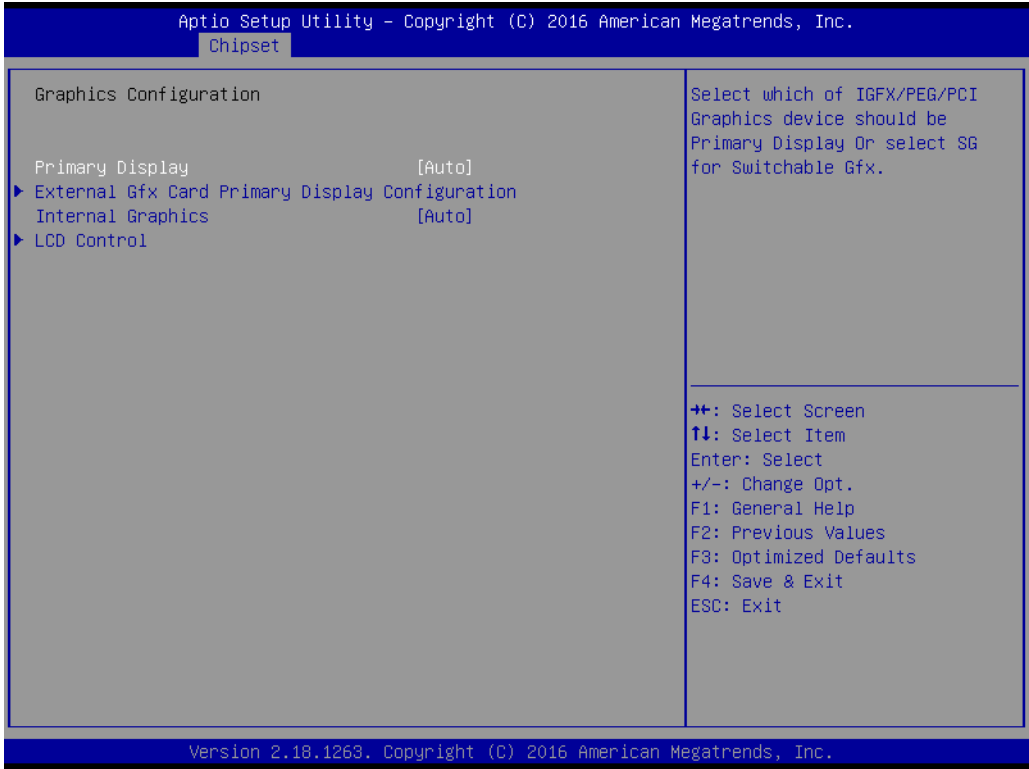 Aptio Setup Utility – Copyright (C) 2016 American Megatrends, Inc.
Chipset
Graphics Configuration
Primary Display [Auto]
External Gfx Card Primary Display Configuration
Internal Graphics [Auto]
LCD Control
Select which of IGFX/PEG/PCI
Graphics device should be
Primary Display Or select SG
for Switchable Gfx.
→←: Select Screen
↑↓: Select Item
Enter: Select
+/-: Change Opt.
F1: General Help
F2: Previous Values
F3: Optimized Defaults
F4: Save & Exit
ESC: Exit
Version 2.18.1263. Copyright (C) 2016 American Megatrends, Inc.